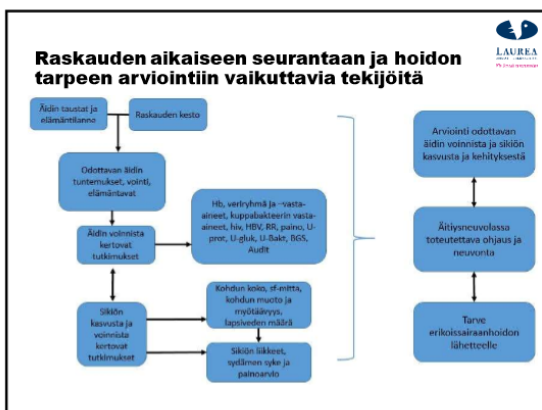 LAUREA
Raskauden aikaiseen seurantaan ja hoidon
tarpeen arviointiin vaikuttavia tekijöitä
Äidin taustat ja
elämäntilanne
Raskauden kesto
Odottavan äidin
tuntemukset, vointi,
elämäntavat
Äidin voinnista
kertovat
tutkimukset
Hb, veriryhmä ja –vasta-
aineet, kuppabakteerin vasta-
aineet, hiv, HBV, RR, paino, U-
prot, U-gluk, U-Bakt, BGS,
Audit
Sikiön
kasvusta ja
voinnista
kertovat
tutkimukset
Kohdun koko, sf-mitta,
kohdun muoto ja
myötäävyys,
lapsiveden määrä
Sikiön liikkeet,
sydämen syke ja
painoarvio
Arviointi odottavan
äidin voinnista ja sikiön
kasvusta ja kehityksestä
Äitiysneuvolassa
toteutettava ohjaus ja
neuvonta
Tarve
erikoissairaanhoidon
lähetteelle